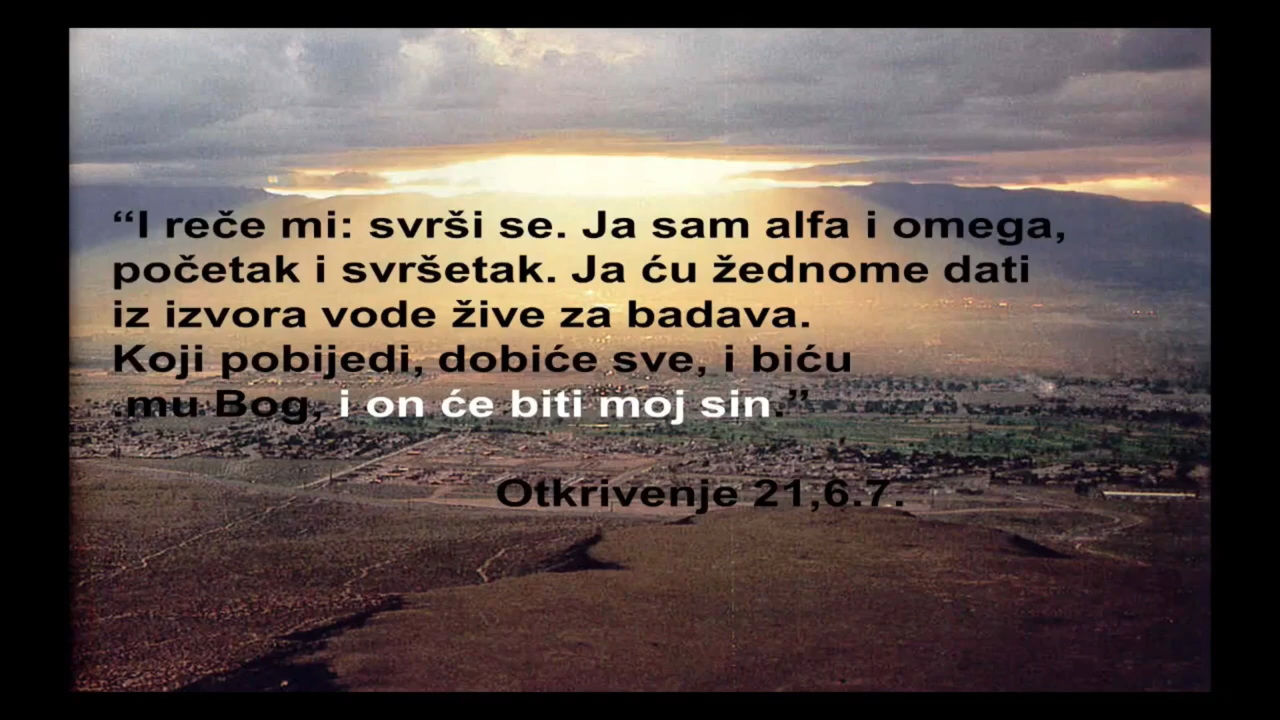 “I reče mi: svrši se. Ja sam alfa i omega,
početak i svršetak. Ja ću žednome dati
iz izvora vode žive za badava.
Koji pobijedi, dobiće sve, i biću
.mu Bog, i on će biti moj sin.”
Otkrivenje 21,6.7.